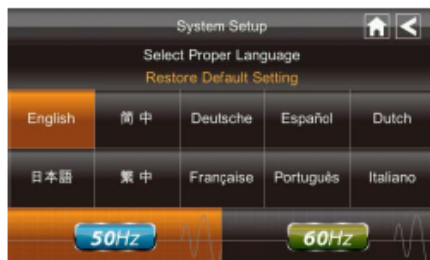 System Setup
Select Proper Language
Restore Default Setting
English 简中 Deutsche Español Dutch
日本語 繁中 Française Português Italiano
50Hz 60Hz